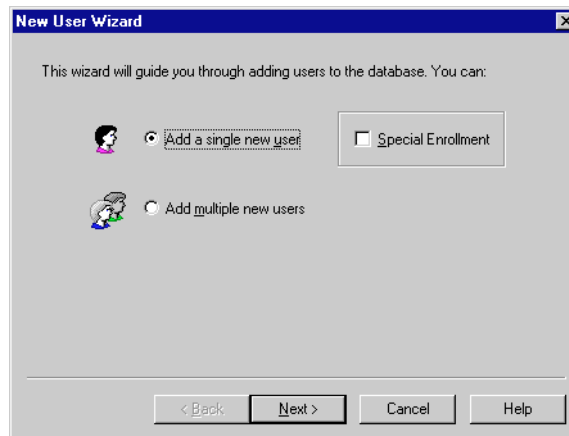 New User Wizard
This wizard will guide you through adding users to the database. You can:
Add a single new user
Special Enrollment
Add multiple new users
< Back
Next >
Cancel
Help